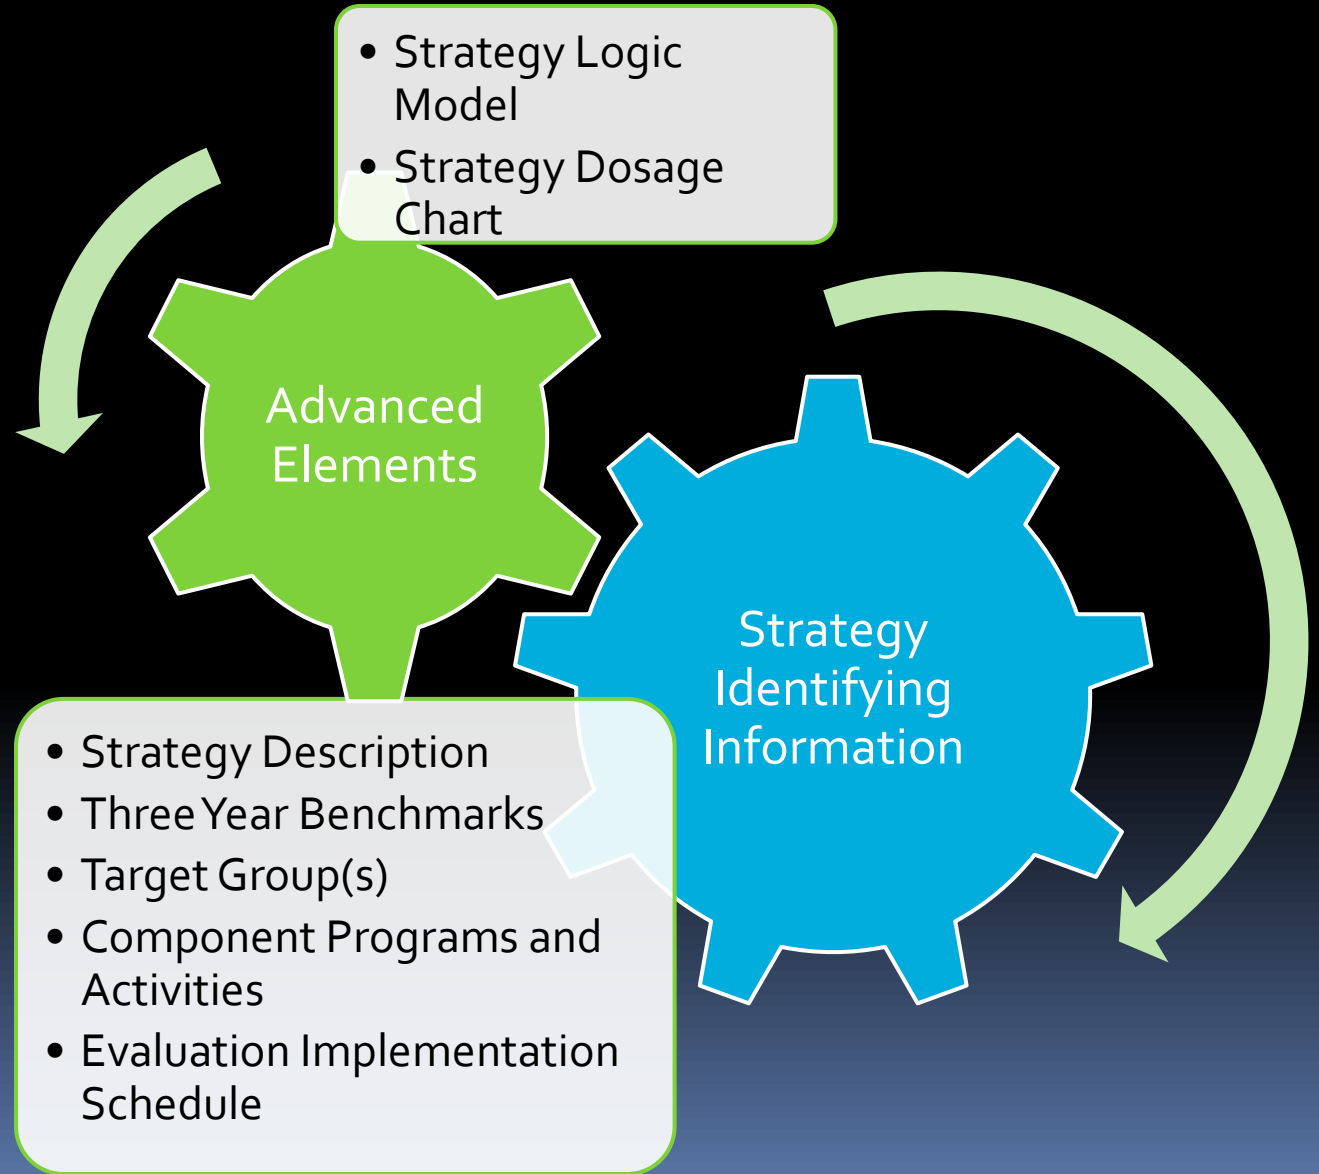 • Strategy Logic
Model
• Strategy Dosage
Chart
Advanced
Elements
Strategy
Identifying
Information
• Strategy Description
• Three Year Benchmarks
• Target Group(s)
• Component Programs and
Activities
• Evaluation Implementation
Schedule